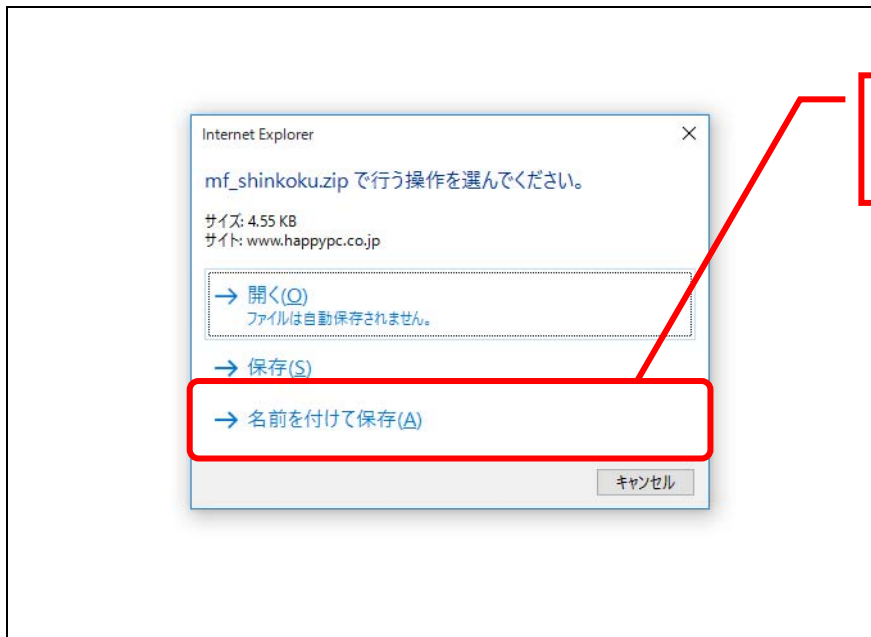 Internet Explorer
mf_shinkoku.zip で行う操作を選んでください。
サイズ: 4.55 KB
サイト: www.happypc.co.jp
→ 開く(O)
ファイルは自動保存されません。
→ 保存(S)
→ 名前を付けて保存(A)
キャンセル